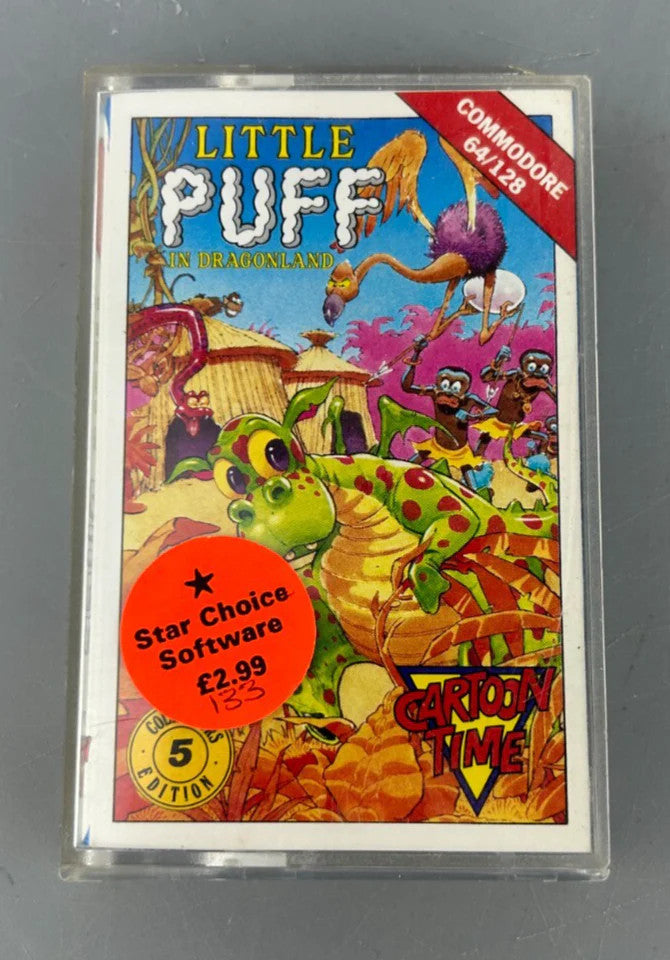 LITTLE
PUFF
IN DRAGONLAND
COMMODORE
64/128
★
Star Choice
Software
£2.99
133
CARTOON
TIME
5
EDITION